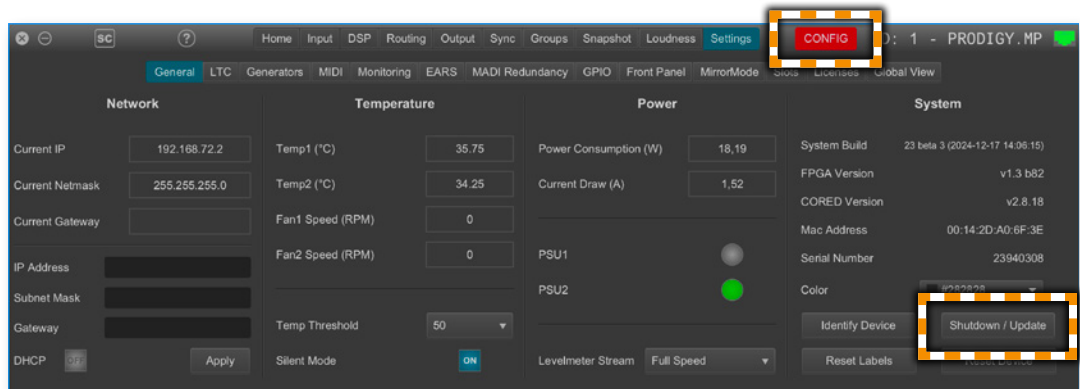 SC ? Home Input DSP Routing Output Sync Groups Snapshot Loudness Settings CONFIG : 1 - PRODIGY.MP
General LTC Generators MIDI Monitoring EARS MADI Redundancy GPIO Front Panel MirrorMode Slots Licenses Global View
Network
Current IP 192.168.72.2
Current Netmask 255.255.255.0
Current Gateway
IP Address
Subnet Mask
Gateway
DHCP OFF Apply
Temperature
Temp1 (°C) 35.75
Temp2 (°C) 34.25
Fan1 Speed (RPM) 0
Fan2 Speed (RPM) 0
Temp Threshold 50
Silent Mode ON
Power
Power Consumption (W) 18,19
Current Draw (A) 1,52
PSU1
PSU2
Levelmeter Stream Full Speed
System
System Build 23 beta 3 (2024-12-17 14:06:15)
FPGA Version v1.3 b82
CORED Version v2.8.18
Mac Address 00:14:2D:A0:6F:3E
Serial Number 23940308
Color #282828
Identify Device Shutdown / Update
Reset Labels Reset Device